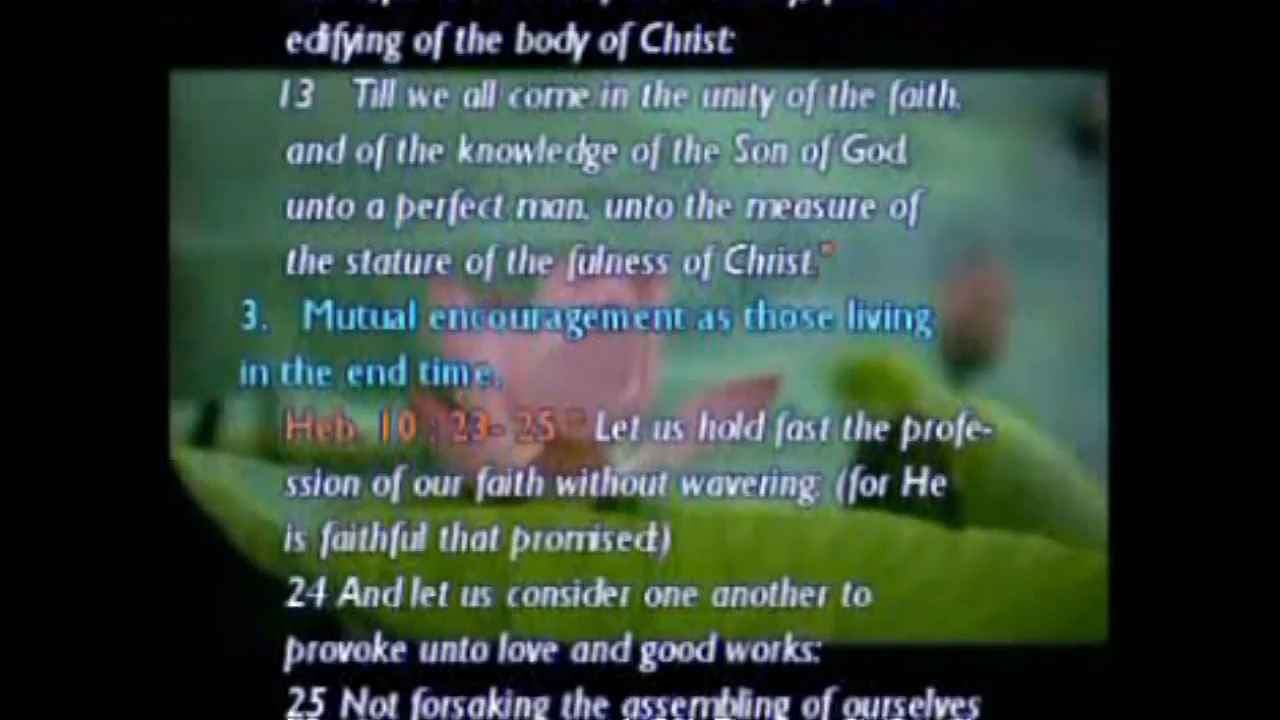 edifying of the body of Christ:
13 Till we all come in the unity of the faith,
and of the knowledge of the Son of God,
unto a perfect man, unto the measure of
the stature of the fulness of Christ."
3. Mutual encouragement as those living
in the end time.
Heb. 10 : 23- 25 " Let us hold fast the profe-
ssion of our faith without wavering; (for He
is faithful that promised;)
24 And let us consider one another to
provoke unto love and good works:
25 Not forsaking the assembling of ourselves